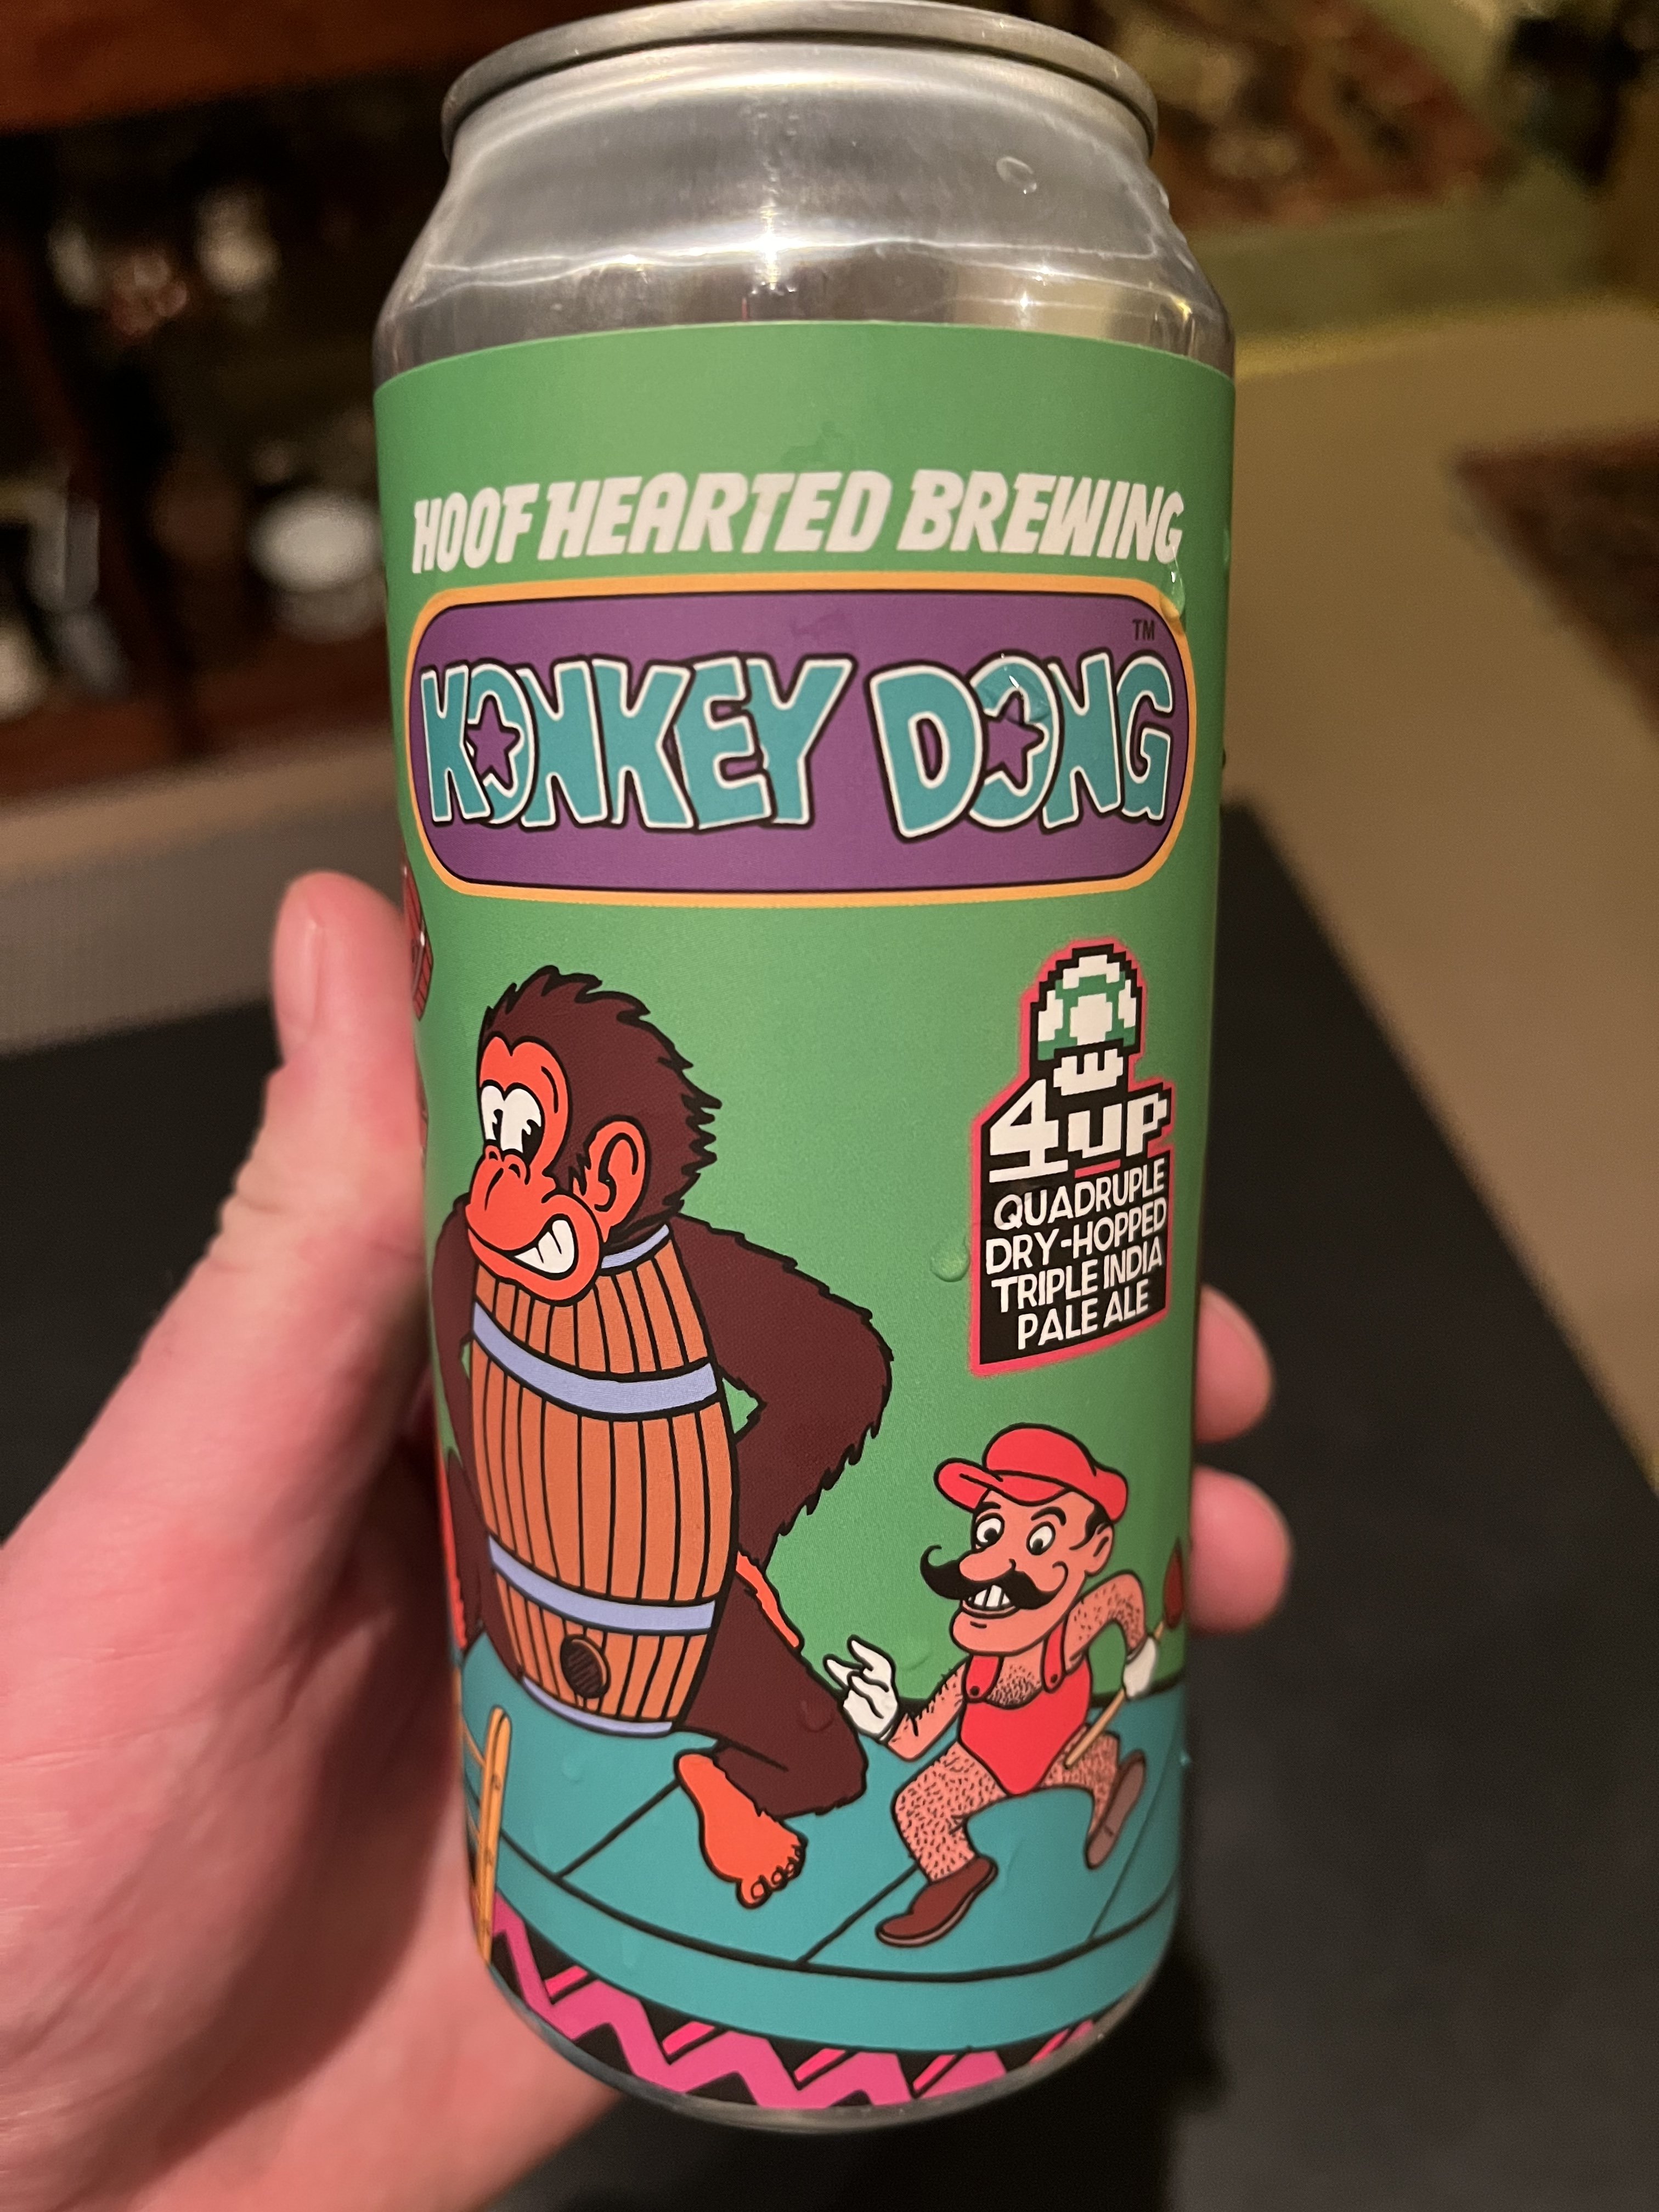 HOOF HEARTED BREWING
TM
KONKEY DONG
4UP
QUADRUPLE
DRY-HOPPED
TRIPLE INDIA
PALE ALE